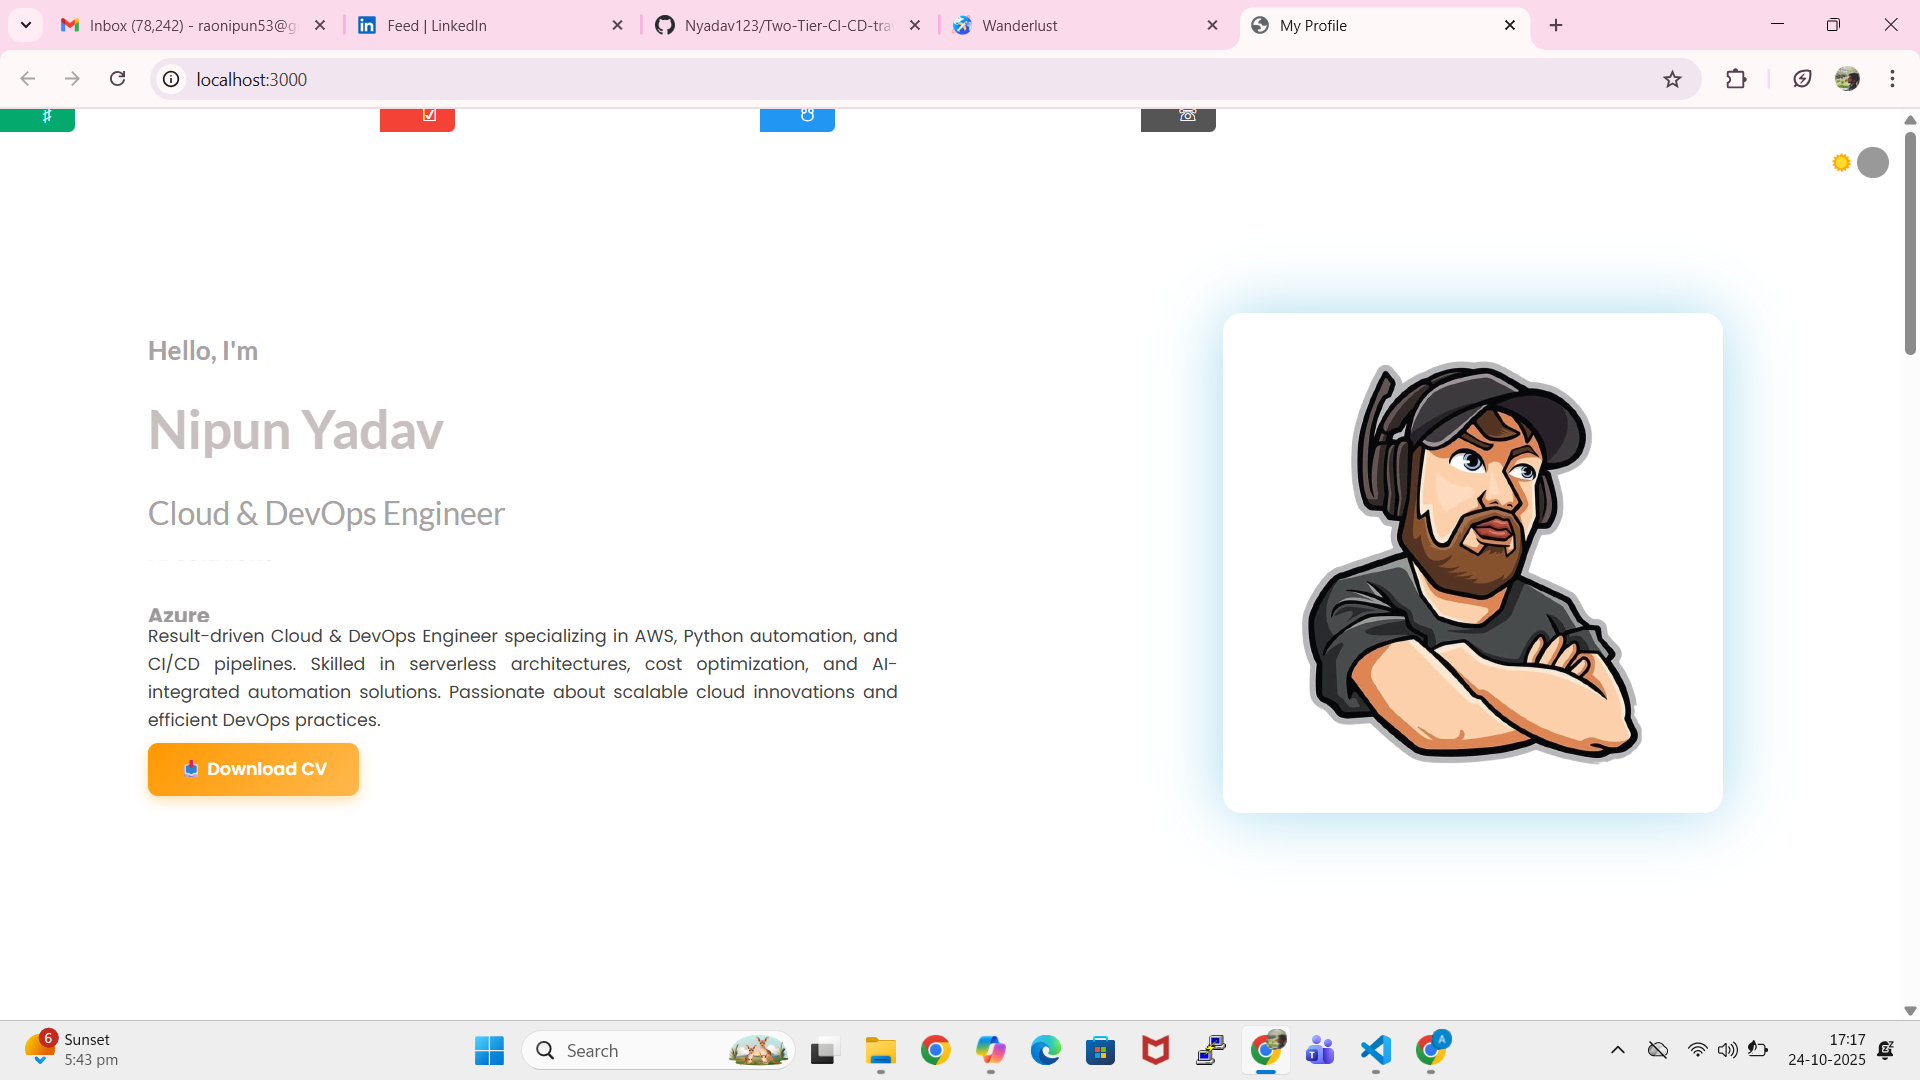 Inbox (78,242) - raonipun53@g
Feed | LinkedIn
Nyadav123/Two-Tier-CI-CD-tra
Wanderlust
My Profile
localhost:3000
Hello, I'm
Nipun Yadav
Cloud & DevOps Engineer
Azure
Result-driven Cloud & DevOps Engineer specializing in AWS, Python automation, and
CI/CD pipelines. Skilled in serverless architectures, cost optimization, and AI-
integrated automation solutions. Passionate about scalable cloud innovations and
efficient DevOps practices.
Download CV
6
Sunset
5:43 pm
Search
A
17:17
24-10-2025